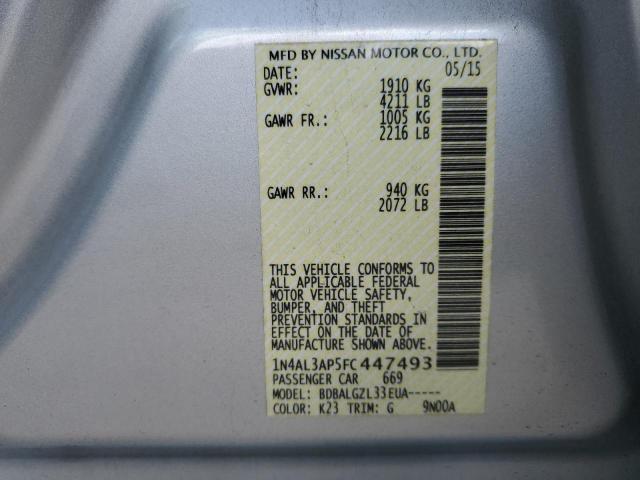 MFD BY NISSAN MOTOR CO., LTD.
DATE: 05/15
GVWR: 1910 KG
4211 LB
GAWR FR.: 1005 KG
2216 LB
GAWR RR.: 940 KG
2072 LB
THIS VEHICLE CONFORMS TO
ALL APPLICABLE FEDERAL
MOTOR VEHICLE SAFETY,
BUMPER, AND THEFT
PREVENTION STANDARDS IN
EFFECT ON THE DATE OF
MANUFACTURE SHOWN ABOVE.
1N4AL3AP5FC447493
PASSENGER CAR 669
MODEL: BDBALGZL33EUA-----
COLOR: K23 TRIM: G 9N00A